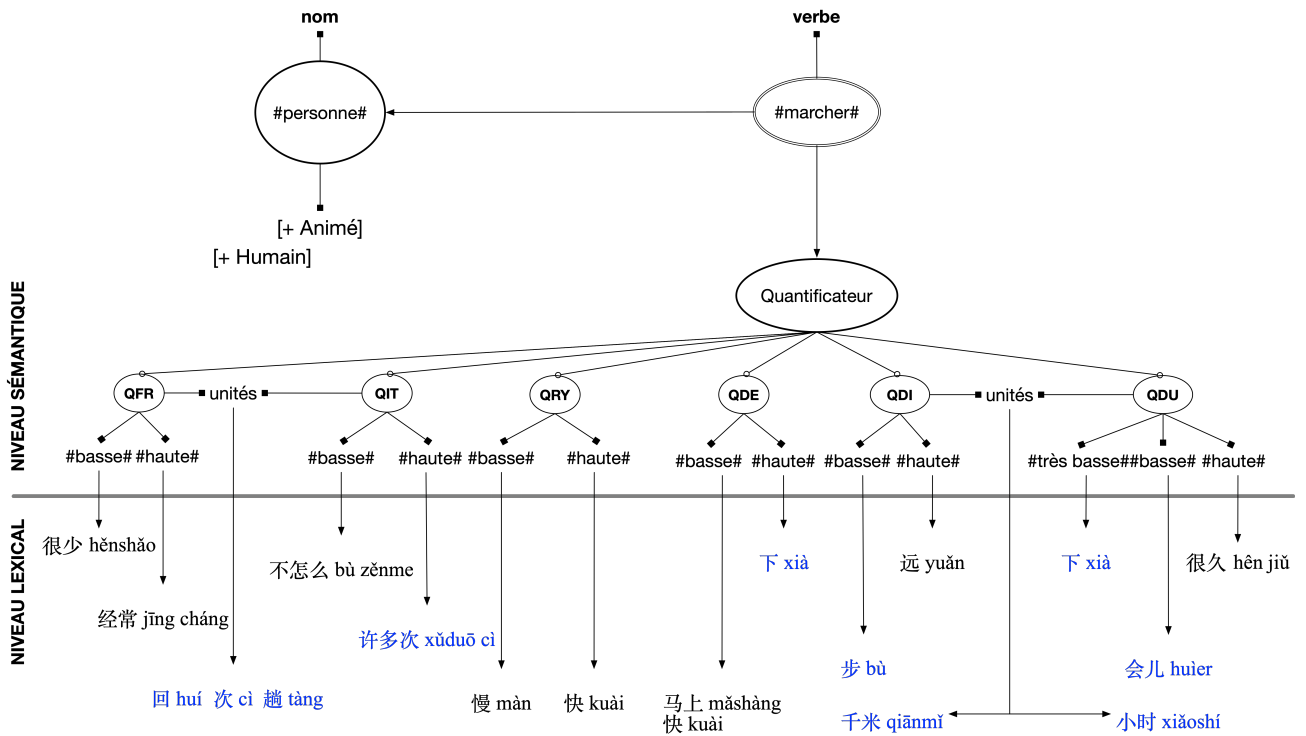 nom
verbe
#personne#
#marcher#
[+ Animé]
[+ Humain]
Quantificateur
NIVEAU SÉMANTIQUE
QFR
unités
QIT
QRY
QDE
QDI
unités
QDU
#basse# #haute#
#basse#
#haute#
#basse#
#haute#
#basse#
#haute#
#basse#
#haute#
#très basse##basse#
#haute#
NIVEAU LEXICAL
很少 hěnshǎo
经常 jīng cháng
回 huí 次 cì 趟 tàng
不怎么 bù zěnme
许多次 xǔduō cì
慢 màn
快 kuài
马上 mǎshàng
快 kuài
下 xià
步 bù
千米 qiānmǐ
远 yuǎn
下 xià
会儿 huìer
小时 xiǎoshí
很久 hên jiǔ